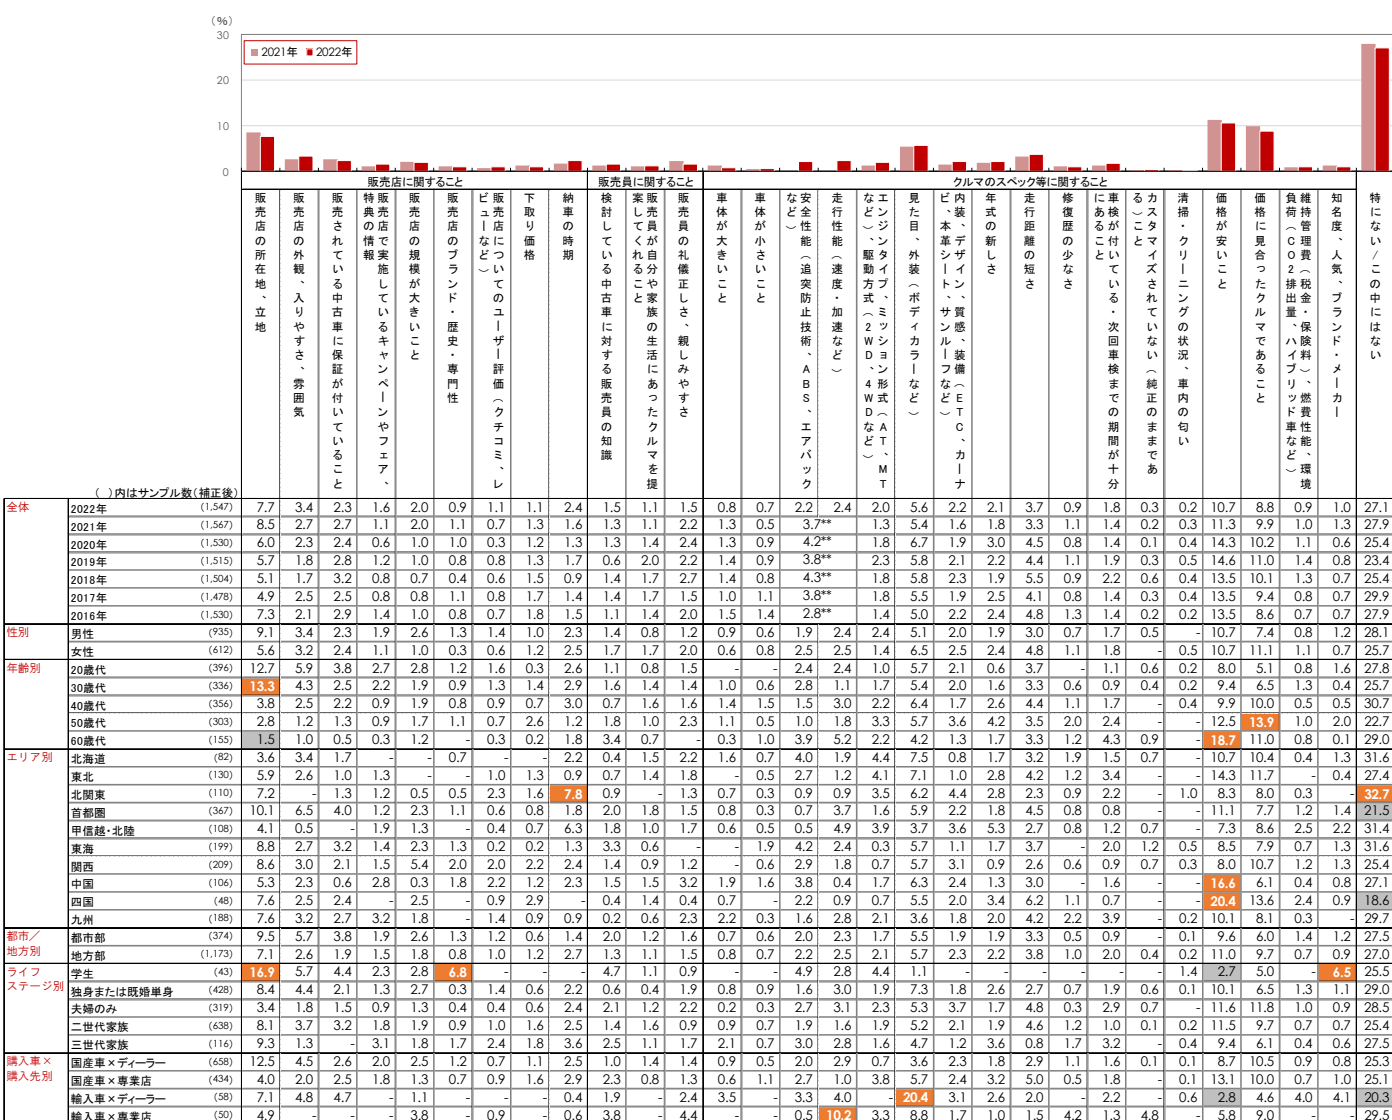 （%）
30
20
10
0
2021年 2022年
販売店に関すること 販売員に関すること クルマのスペック等に関すること
販売店の所在地、立地
販売店の外観、入りやすさ、雰囲気
販売されている中古車に保証が付いていること
販売店で実施しているキャンペーンやフェア、
特典の情報
販売店の規模が大きいこと
販売店のブランド・歴史・専門性
販売店についてのユーザー評価（クチコミ、レ
ビューなど）
下取り価格
納車の時期
検討している中古車に対する販売員の知識
販売員が自分や家族の生活にあったクルマを提
案してくれること
販売員の礼儀正しさ、親しみやすさ
車体が大きいこと
車体が小さいこと
安全性能（追突防止技術、ABS、エアバック
など）
走行性能（速度・加速など）
エンジンタイプ、ミッション形式（AT、MT
など）、駆動方式（2WD、4WDなど）
見た目、外装（ボディカラーなど）
内装、デザイン、質感、装備（ETC、カーナ
ビ、本革シート、サンルーフなど）
年式の新しさ
走行距離の短さ
修復歴の少なさ
車検が付いている・次回車検までの期間が十分
にあること
カスタマイズされていない（純正のままであ
る）こと
清掃・クリーニングの状況、車内の匂い
価格が安いこと
価格に見合ったクルマであること
維持管理費（税金・保険料）、燃費性能、環境
負荷（CO2排出量、ハイブリッド車など）
知名度、人気、ブランド・メーカー
特にない/この中にはない
（ ）内はサンプル数（補正後）
全体 2022年 (1,547) 7.7 3.4 2.3 1.6 2.0 0.9 1.1 1.1 2.4 1.5 1.1 1.5 0.8 0.7 2.2 2.4 2.0 5.6 2.2 2.1 3.7 0.9 1.8 0.3 0.2 10.7 8.8 0.9 1.0 27.1
2021年 (1,567) 8.5 2.7 2.7 1.1 2.0 1.1 0.7 1.3 1.6 1.3 1.1 2.2 1.3 0.5 3.7** 1.3 5.4 1.6 1.8 3.3 1.1 1.4 0.2 0.3 11.3 9.9 1.0 1.3 27.9
2020年 (1,530) 6.0 2.3 2.4 0.6 1.0 1.0 0.3 1.2 1.3 1.3 1.4 2.4 1.3 0.9 4.2** 1.8 6.7 1.9 3.0 4.5 0.8 1.4 0.1 0.4 14.3 10.2 1.1 0.6 25.4
2019年 (1,515) 5.7 1.8 2.8 1.2 1.0 0.8 0.8 1.3 1.7 0.6 2.0 2.2 1.4 0.9 3.8** 2.3 5.8 2.1 2.2 4.4 1.1 1.9 0.3 0.5 14.6 11.0 1.4 0.8 23.4
2018年 (1,504) 5.1 1.7 3.2 0.8 0.7 0.4 0.6 1.5 0.9 1.4 1.7 2.7 1.4 0.8 4.3** 1.8 5.8 2.3 1.9 5.5 0.9 2.2 0.6 0.4 13.5 10.1 1.3 0.7 25.4
2017年 (1,478) 4.9 2.5 2.5 0.8 0.8 1.1 0.8 1.7 1.4 1.4 1.7 1.5 1.0 1.1 3.8** 1.8 5.5 1.9 2.5 4.1 0.8 1.4 0.3 0.4 13.5 9.4 0.8 0.7 29.9
2016年 (1,530) 7.3 2.1 2.9 1.4 1.0 0.8 0.7 1.8 1.5 1.1 1.4 2.0 1.5 1.4 2.8** 1.4 5.0 2.2 2.4 4.8 1.3 1.4 0.2 0.2 13.5 8.6 0.7 0.7 27.9
性別 男性 (935) 9.1 3.4 2.3 1.9 2.6 1.3 1.4 1.0 2.3 1.4 0.8 1.2 0.9 0.6 1.9 2.4 2.4 5.1 2.0 1.9 3.0 0.7 1.7 0.5 - 10.7 7.4 0.8 1.2 28.1
女性 (612) 5.6 3.2 2.4 1.1 1.0 0.3 0.6 1.2 2.5 1.7 1.7 2.0 0.6 0.8 2.5 2.5 1.4 6.5 2.5 2.4 4.8 1.1 1.8 - 0.5 10.7 11.1 1.1 0.7 25.7
年齢別 20歳代 (396) 12.7 5.9 3.8 2.7 2.8 1.2 1.6 0.3 2.6 1.1 0.8 1.5 - - 2.4 2.4 1.0 5.7 2.1 0.6 3.7 - 1.1 0.6 0.2 8.0 5.1 0.8 1.6 27.8
30歳代 (336) 13.3 4.3 2.5 2.2 1.9 0.9 1.3 1.4 2.9 1.6 1.4 1.4 1.0 0.6 2.8 1.1 1.7 5.4 2.0 1.6 3.3 0.6 0.9 0.4 0.2 9.4 6.5 1.3 0.4 25.7
40歳代 (356) 3.8 2.5 2.2 0.9 1.9 0.8 0.9 0.7 3.0 0.7 1.6 1.6 1.4 1.5 1.5 3.0 2.2 6.4 1.7 2.6 4.4 1.1 1.7 - 0.4 9.9 10.0 0.5 0.5 30.7
50歳代 (303) 2.8 1.2 1.3 0.9 1.7 1.1 0.7 2.6 1.2 1.8 1.0 2.3 1.1 0.5 1.0 1.8 3.3 5.7 3.6 4.2 3.5 2.0 2.4 - - 12.5 13.9 1.0 2.0 22.7
60歳代 (155) 1.5 1.0 0.5 0.3 1.2 - 0.3 0.2 1.8 3.4 0.7 - 0.3 1.0 3.9 5.2 2.2 4.2 1.3 1.7 3.3 1.2 4.3 0.9 - 18.7 11.0 0.8 0.1 29.0
エリア別 北海道 (82) 3.6 3.4 1.7 - - 0.7 - - 2.2 0.4 1.5 2.2 1.6 0.7 4.0 1.9 4.4 7.5 0.8 1.7 3.2 1.9 1.5 0.7 - 10.7 10.4 0.4 1.3 31.6
東北 (130) 5.9 2.6 1.0 1.3 - - 1.0 1.3 0.9 0.7 1.4 1.8 - 0.5 2.7 1.2 4.1 7.1 1.0 2.8 4.2 1.2 3.4 - - 14.3 11.7 - 0.4 27.4
北関東 (110) 7.2 - 1.3 1.2 0.5 0.5 2.3 1.6 7.8 0.9 - 1.3 0.7 0.3 0.9 0.9 3.5 6.2 4.4 2.8 2.3 0.9 2.2 - 1.0 8.3 8.0 0.3 - 32.7
首都圏 (367) 10.1 6.5 4.0 1.2 2.3 1.1 0.6 0.8 1.8 2.0 1.8 1.5 0.8 0.3 0.7 3.7 1.6 5.9 2.2 1.8 4.5 0.8 0.8 - - 11.1 7.7 1.2 1.4 21.5
甲信越・北陸 (108) 4.1 0.5 - 1.9 1.3 - 0.4 0.7 6.3 1.8 1.0 1.7 0.6 0.5 0.5 4.9 3.9 3.7 3.6 5.3 2.7 0.8 1.2 0.7 - 7.3 8.6 2.5 2.2 31.4
東海 (199) 8.8 2.7 3.2 1.4 2.3 1.3 0.2 0.2 1.3 3.3 0.6 - - 1.9 4.2 2.4 0.3 5.7 1.1 1.7 3.7 - 2.0 1.2 0.3 8.5 7.9 0.7 1.3 31.6
関西 (209) 8.6 3.0 2.1 1.5 5.4 2.0 2.0 2.2 2.4 1.4 0.9 1.2 - 0.6 2.9 1.8 0.7 5.7 3.1 0.9 2.6 0.6 0.9 0.7 0.3 8.0 10.7 1.2 1.3 25.4
中国 (106) 5.3 2.3 0.6 2.8 0.3 1.8 2.2 1.2 2.3 1.5 1.5 3.2 1.9 1.6 3.8 0.4 1.7 6.3 2.4 1.3 3.0 - 1.6 - - 16.6 6.1 0.4 0.8 27.1
四国 (48) 7.6 2.5 2.4 - 2.5 - 0.9 2.9 - 0.4 1.4 0.4 0.7 - 2.2 0.9 0.7 5.5 2.0 3.4 6.2 1.1 0.7 - - 20.4 13.6 2.4 0.9 18.6
九州 (188) 7.6 3.2 2.7 3.2 1.8 - 1.4 0.9 0.9 0.2 0.6 2.3 2.2 0.3 1.6 2.8 2.1 3.6 1.8 2.0 4.2 2.2 3.9 - 0.2 10.1 8.1 0.3 - 29.7
都市／
地方別 都市部 (374) 9.5 5.7 3.8 1.9 2.6 1.3 1.2 0.6 1.4 2.0 1.2 1.6 0.7 0.6 2.0 2.3 1.7 5.5 1.9 1.9 3.3 0.5 0.9 - 0.1 9.6 6.0 1.4 1.2 27.5
地方部 (1,173) 7.1 2.6 1.9 1.5 1.8 0.8 1.0 1.2 2.7 1.3 1.1 1.5 0.8 0.7 2.2 2.5 2.1 5.7 2.3 2.2 3.8 1.0 2.0 0.4 0.2 11.0 9.7 0.7 0.9 27.0
ライフ
ステージ別 学生 (43) 16.9 5.7 4.4 2.3 2.8 6.8 - - - 4.7 1.1 0.9 - - 4.9 2.8 4.4 1.1 - - - - - - 1.4 2.7 5.0 - 6.5 25.5
独身または既婚単身 (428) 8.4 4.4 2.1 1.3 2.7 0.3 1.4 0.6 2.2 0.6 0.4 1.9 0.8 0.9 1.6 3.0 1.9 7.3 1.8 2.6 2.7 0.7 1.9 0.6 0.1 10.1 6.5 1.3 1.1 29.0
夫婦のみ (319) 3.4 1.8 1.5 0.9 1.3 0.4 0.4 0.6 2.4 2.1 1.2 2.2 0.2 0.3 2.7 3.1 2.3 5.3 3.7 1.7 4.8 0.3 2.9 0.7 - 11.6 11.8 1.0 0.9 28.5
二世代家族 (638) 8.1 3.7 3.2 1.8 1.9 0.9 1.0 1.6 2.5 1.4 1.6 0.9 0.9 0.7 1.9 1.6 1.9 5.2 2.1 1.9 4.6 1.2 1.0 0.1 0.2 11.5 9.7 0.7 0.7 25.4
三世代家族 (116) 9.3 1.3 - 3.1 1.8 1.7 2.4 1.8 3.6 2.5 1.1 1.7 2.1 0.7 3.0 2.8 1.6 4.7 1.2 3.6 0.8 1.7 3.2 - 0.4 9.4 6.1 0.4 0.6 27.5
購入車×
購入先別 国産車×ディーラー (658) 12.5 4.5 2.6 2.0 2.5 1.2 0.7 1.1 2.5 1.0 1.4 1.4 0.9 0.5 2.0 2.9 0.7 3.6 2.3 1.8 2.9 1.1 1.6 0.1 0.1 8.7 10.5 0.9 0.8 25.3
国産車×専業店 (434) 4.0 2.0 2.5 1.8 1.3 0.7 0.9 1.6 2.9 2.3 0.8 1.3 0.6 1.1 2.7 1.0 3.8 5.7 2.4 3.2 5.0 0.5 1.8 - 0.1 13.1 10.0 0.7 1.0 25.1
輸入車×ディーラー (58) 7.1 4.8 4.7 - 1.1 - - - 0.4 1.9 - 2.4 3.5 - 3.3 4.0 - 20.4 3.1 2.6 2.0 - 2.2 - 0.6 2.8 4.6 4.0 4.1 20.3
輸入車×専業店 (50) 4.9 - - - 3.8 - 0.9 - 0.6 3.8 - 4.4 - - 0.5 10.2 3.3 8.8 1.7 1.0 1.5 4.2 1.3 4.8 - 5.8 9.0 - - 29.5